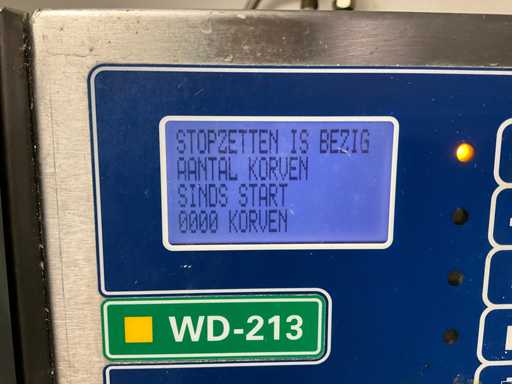 STOPZETTEN IS BEZIG
AANTAL KORVEN
SINDS START
0000 KORVEN
WD-213